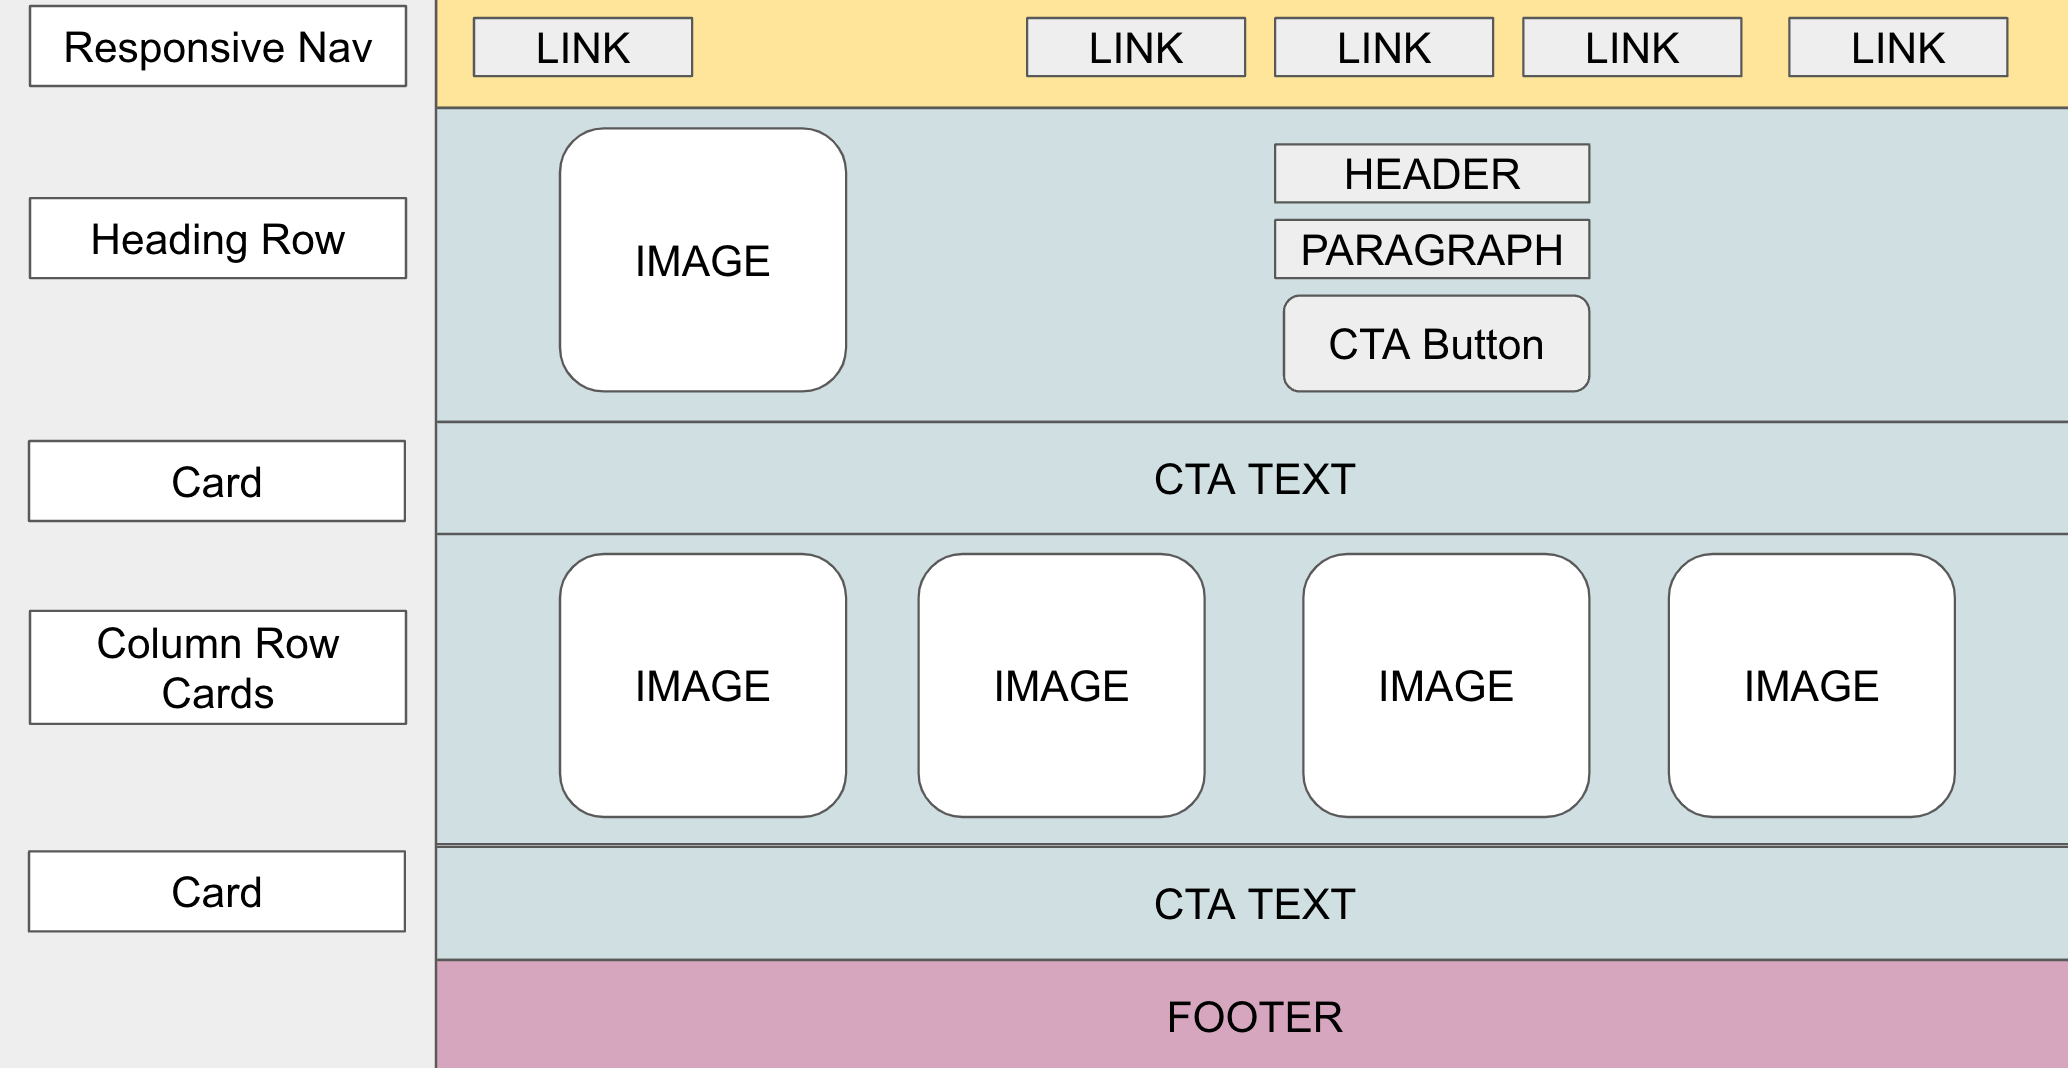 Responsive Nav
LINK
LINK
LINK
LINK
LINK
Heading Row
IMAGE
HEADER
PARAGRAPH
CTA Button
Card
CTA TEXT
Column Row
Cards
IMAGE
IMAGE
IMAGE
IMAGE
Card
CTA TEXT
FOOTER